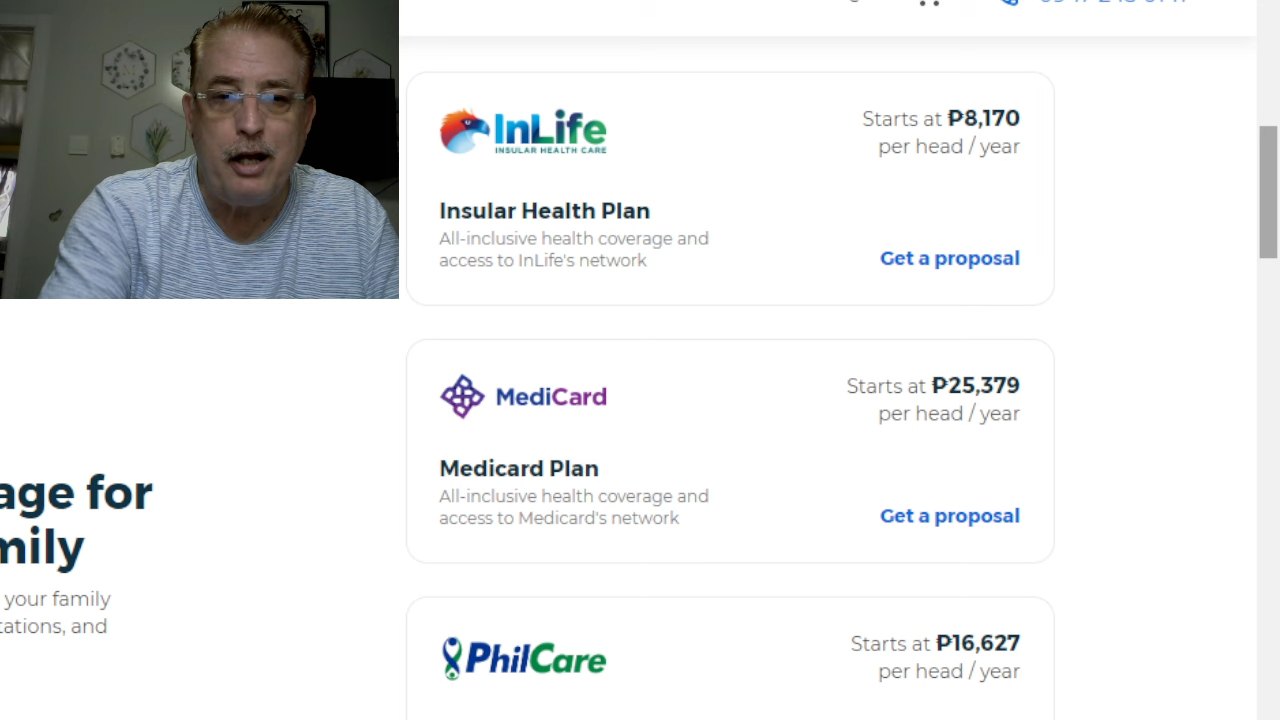 InLife
INSULAR HEALTH CARE
Starts at ₱8,170
per head / year
Insular Health Plan
All-inclusive health coverage and
access to InLife's network
Get a proposal
MediCard
Starts at ₱25,379
per head / year
Medicard Plan
All-inclusive health coverage and
access to Medicard's network
Get a proposal
age for
mily
your family
tations, and
PhilCare
Starts at ₱16,627
per head / year